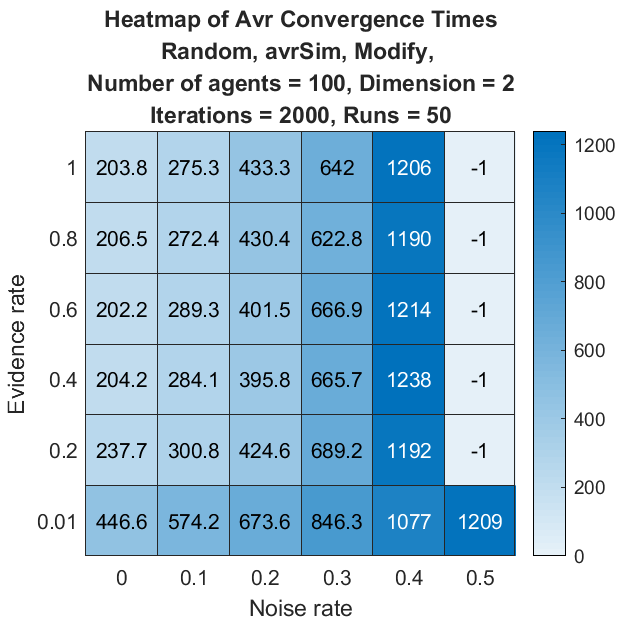 Heatmap of Avr Convergence Times
Random, avrSim, Modify,
Number of agents = 100, Dimension = 2
Iterations = 2000, Runs = 50
1 203.8 275.3 433.3 642 1206 -1
0.8 206.5 272.4 430.4 622.8 1190 -1
0.6 202.2 289.3 401.5 666.9 1214 -1
0.4 204.2 284.1 395.8 665.7 1238 -1
0.2 237.7 300.8 424.6 689.2 1192 -1
0.01 446.6 574.2 673.6 846.3 1077 1209
0 0.1 0.2 0.3 0.4 0.5
Noise rate
Evidence rate
1200
1000
800
600
400
200
0